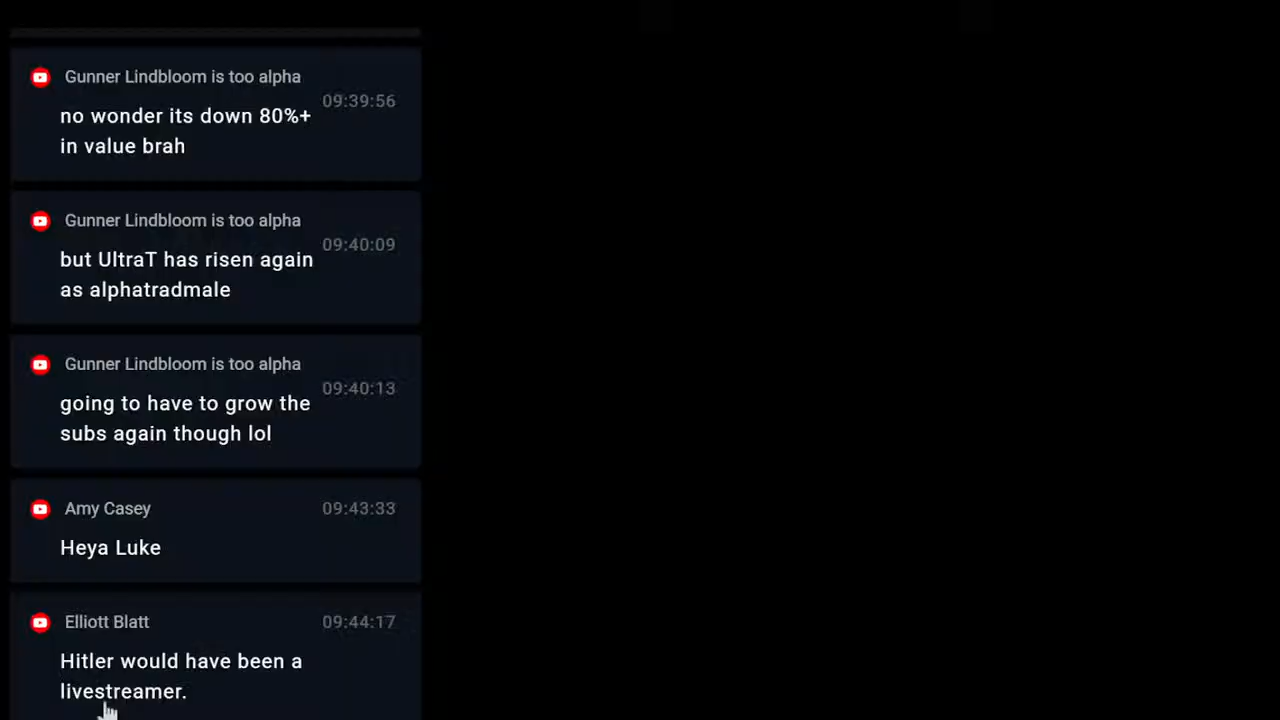 Gunner Lindbloom is too alpha
09:39:56
no wonder its down 80%+
in value brah
Gunner Lindbloom is too alpha
09:40:09
but UltraT has risen again
as alphatradmale
Gunner Lindbloom is too alpha
09:40:13
going to have to grow the
subs again though lol
Amy Casey 09:43:33
Heya Luke
Elliott Blatt 09:44:17
Hitler would have been a
livestreamer.